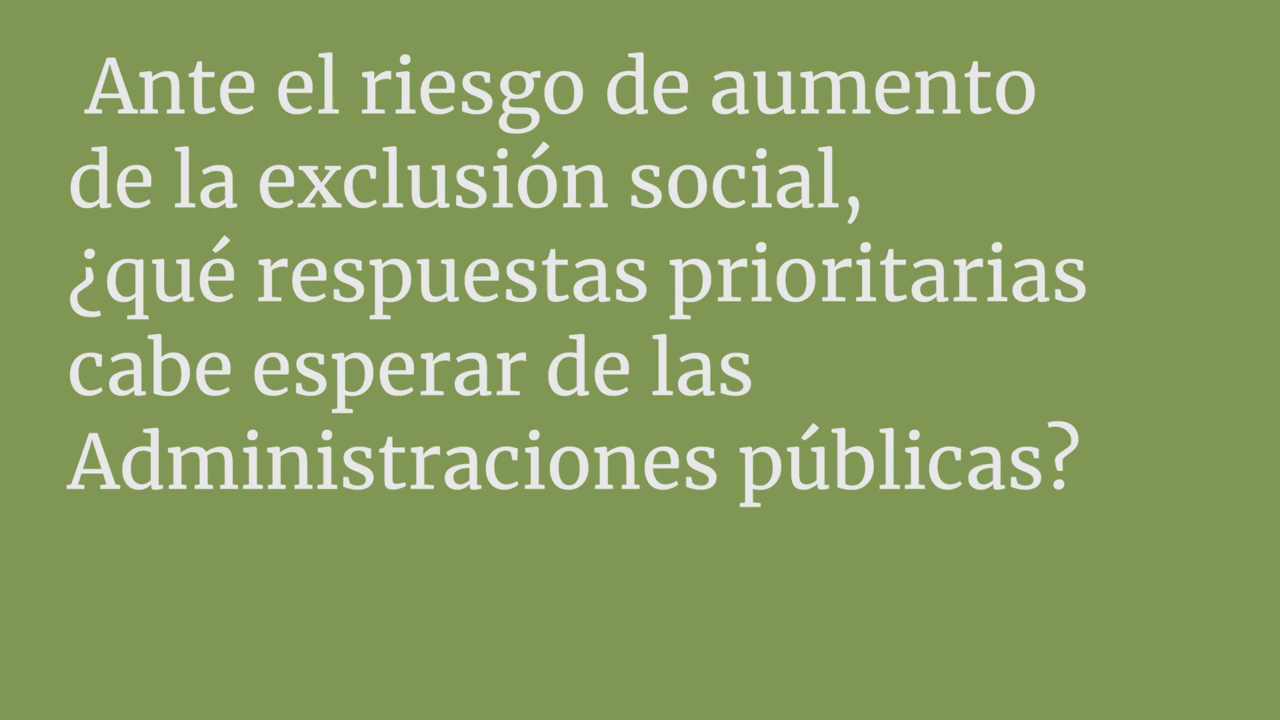 Ante el riesgo de aumento
de la exclusión social,
¿qué respuestas prioritarias
cabe esperar de las
Administraciones públicas?